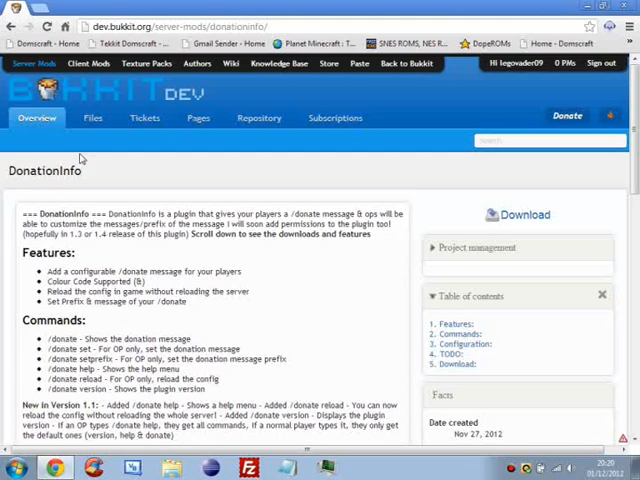 dev.bukkit.org/server-mods/donationinfo/
Domscraft - Home Tekkit Domscraft - ... Gmail Sender - Home Planet Minecraft : ... SNES ROMS, NES R... DopeROMs Home - Domscraft
Server Mods Client Mods Texture Packs Authors Wiki Knowledge Base Store Paste Back to Bukkit Hi legovader09 0 PMs Sign out
BUKKIT DEV
Overview Files Tickets Pages Repository Subscriptions Donate
Search
DonationInfo
=== DonationInfo === DonationInfo is a plugin that gives your players a /donate message & ops will be
able to customize the messages/prefix of the message I will soon add permissions to the plugin too!
(hopefully in 1.3 or 1.4 release of this plugin) Scroll down to see the downloads and features
Features:
Add a configurable /donate message for your players
Colour Code Supported (&)
Reload the config in game without reloading the server
Set Prefix & message of your /donate
Commands:
/donate - Shows the donation message
/donate set - For OP only, set the donation message
/donate setprefix - For OP only, set the donation message prefix
/donate help - Shows the help menu
/donate reload - For OP only, reload the config
/donate version - Shows the plugin version
New in Version 1.1: - Added /donate help - Shows a help menu - Added /donate reload - You can now
reload the config without reloading the whole server! - Added /donate version - Displays the plugin
version - If an OP types /donate help, they get all commands, If a normal player types it, they only get
the default ones (version, help & donate)
Download
Project management
Table of contents
1. Features:
2. Commands:
3. Configuration:
4. TODO:
5. Download:
Facts
Date created
Nov 27, 2012
20:20
01/12/2012